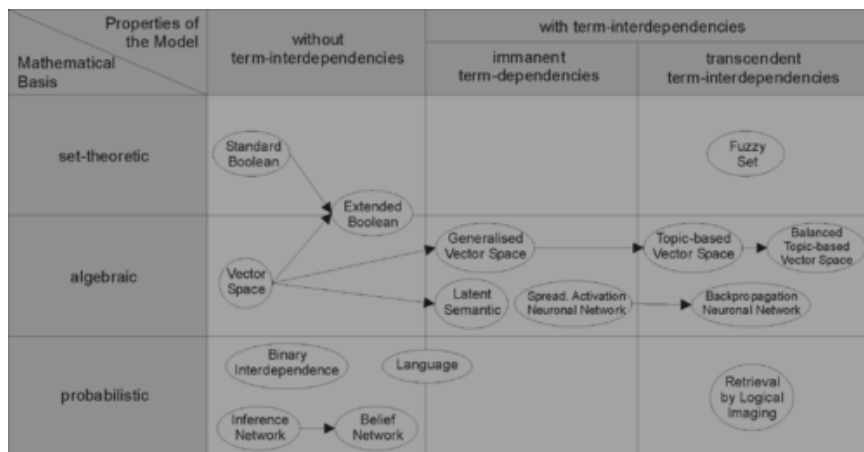 Properties of
the Model
Mathematical
Basis
without
term-interdependencies
with term-interdependencies
immanent
term-dependencies
transcendent
term-interdependencies
set-theoretic
Standard
Boolean
Fuzzy
Set
Extended
Boolean
algebraic
Vector
Space
Generalised
Vector Space
Topic-based
Vector Space
Balanced
Topic-based
Vector Space
Latent
Semantic
Spread. Activation
Neuronal Network
Backpropagation
Neuronal Network
probabilistic
Binary
Interdependence
Language
Retrieval
by Logical
Imaging
Inference
Network
Belief
Network